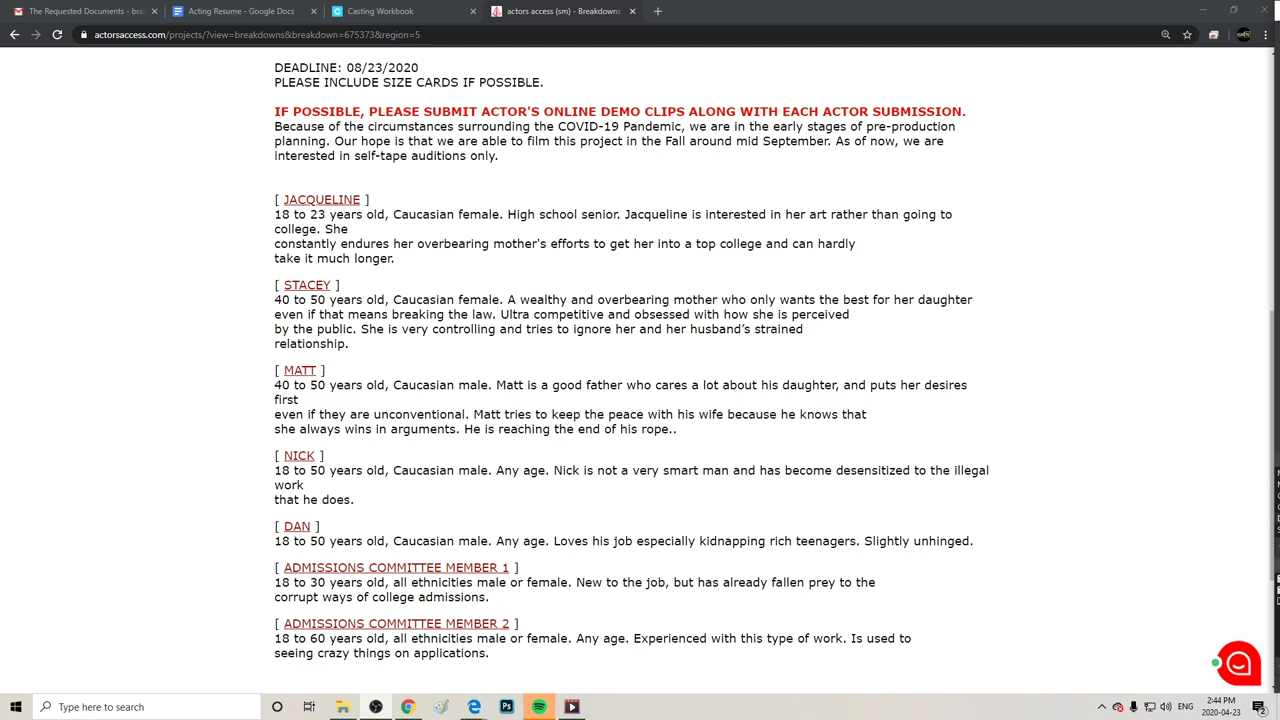 The Requested Documents - bra
Acting Resume - Google Docs
Casting Workbook
actors access (sm) - Breakdowns
actorsaccess.com/projects/?view=breakdowns&breakdown=675373&region=5
DEADLINE: 08/23/2020
PLEASE INCLUDE SIZE CARDS IF POSSIBLE.
IF POSSIBLE, PLEASE SUBMIT ACTOR'S ONLINE DEMO CLIPS ALONG WITH EACH ACTOR SUBMISSION.
Because of the circumstances surrounding the COVID-19 Pandemic, we are in the early stages of pre-production
planning. Our hope is that we are able to film this project in the Fall around mid September. As of now, we are
interested in self-tape auditions only.
[ JACQUELINE ]
18 to 23 years old, Caucasian female. High school senior. Jacqueline is interested in her art rather than going to
college. She
constantly endures her overbearing mother's efforts to get her into a top college and can hardly
take it much longer.
[ STACEY ]
40 to 50 years old, Caucasian female. A wealthy and overbearing mother who only wants the best for her daughter
even if that means breaking the law. Ultra competitive and obsessed with how she is perceived
by the public. She is very controlling and tries to ignore her and her husband’s strained
relationship.
[ MATT ]
40 to 50 years old, Caucasian male. Matt is a good father who cares a lot about his daughter, and puts her desires
first
even if they are unconventional. Matt tries to keep the peace with his wife because he knows that
she always wins in arguments. He is reaching the end of his rope..
[ NICK ]
18 to 50 years old, Caucasian male. Any age. Nick is not a very smart man and has become desensitized to the illegal
work
that he does.
[ DAN ]
18 to 50 years old, Caucasian male. Any age. Loves his job especially kidnapping rich teenagers. Slightly unhinged.
[ ADMISSIONS COMMITTEE MEMBER 1 ]
18 to 30 years old, all ethnicities male or female. New to the job, but has already fallen prey to the
corrupt ways of college admissions.
[ ADMISSIONS COMMITTEE MEMBER 2 ]
18 to 60 years old, all ethnicities male or female. Any age. Experienced with this type of work. Is used to
seeing crazy things on applications.
Type here to search
Ps
ENG
2:44 PM
2020-04-23
2